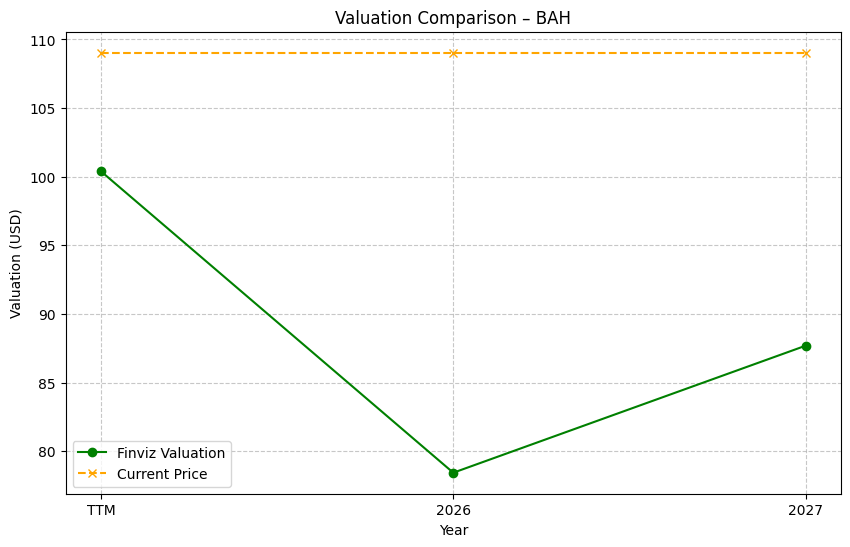 Valuation Comparison – BAH
Valuation (USD)
110
105
100
95
90
85
80
Finviz Valuation
Current Price
TTM
2026
2027
Year